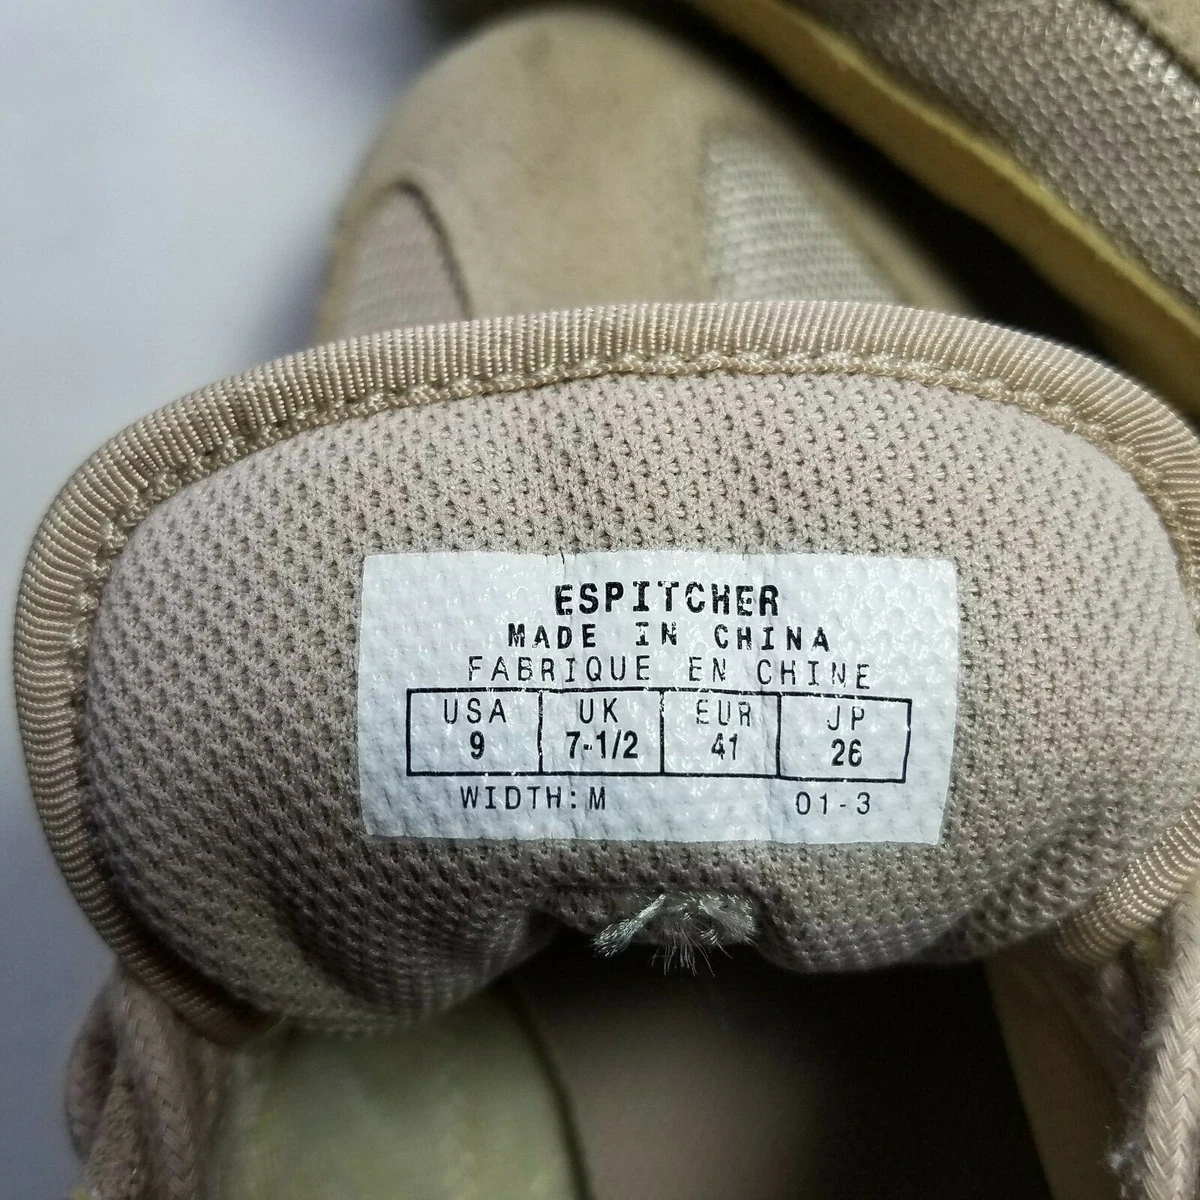 ESPITCHER
MADE IN CHINA
FABRIQUE EN CHINE
USA UK EUR JP
9 7-1/2 41 26
WIDTH: M 01-3